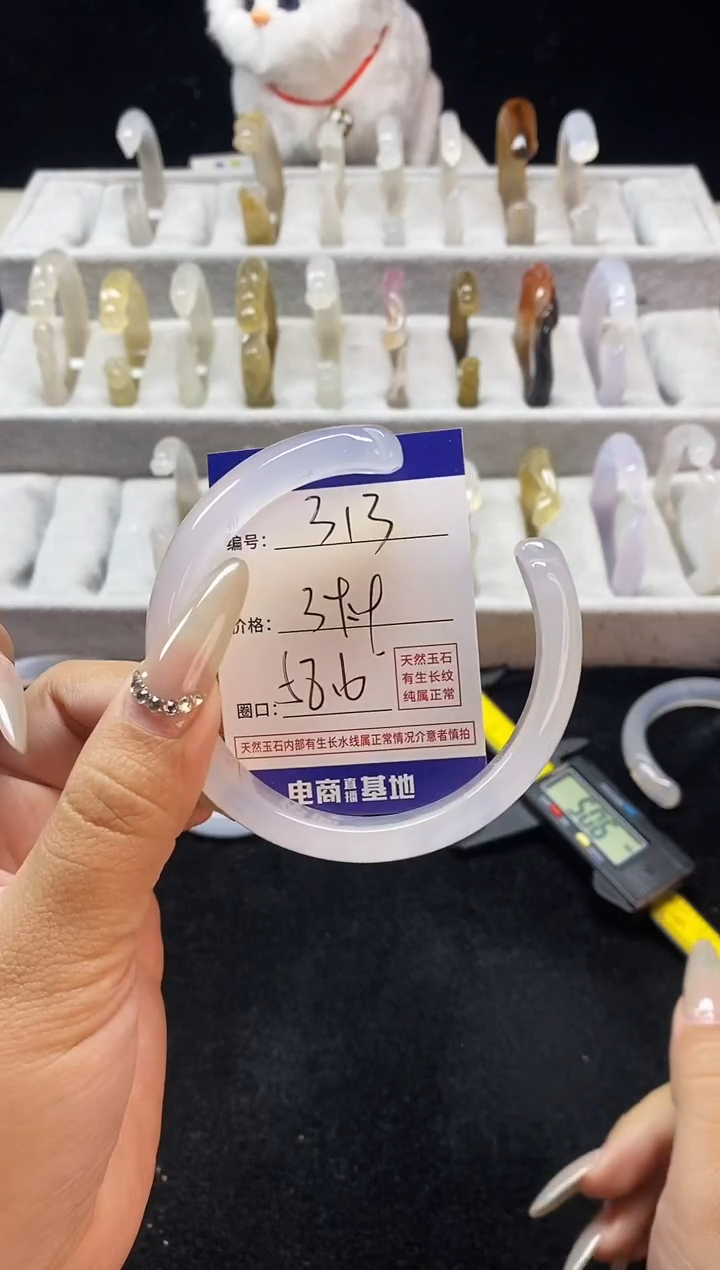 编号: 313
价格:
圈口: 58.6
天然玉石
有生长纹
纯属正常
天然玉石内部有生长水线属正常情况介意者慎拍
电商直播基地